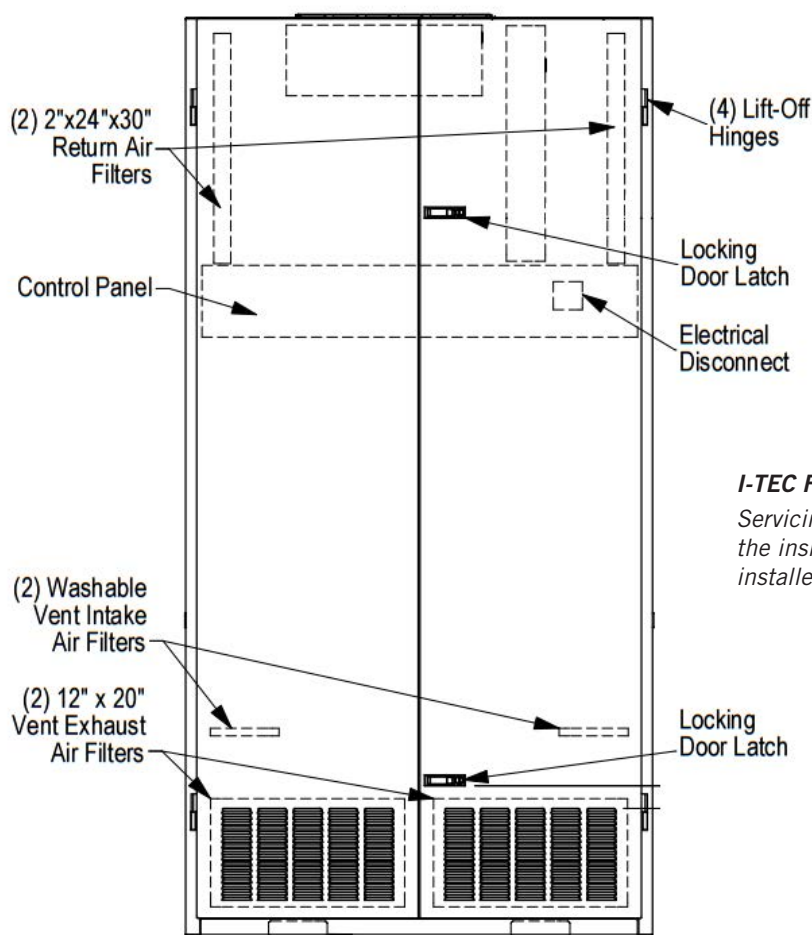 (2) 2"x24"x30"
Return Air
Filters
(4) Lift-Off
Hinges
Locking
Door Latch
Control Panel
Electrical
Disconnect
I-TEC
Servicin
the
installe
(2) Washable
Vent Intake
Air Filters
(2) 12" x 20"
Vent Exhaust
Air Filters
Locking
Door Latch